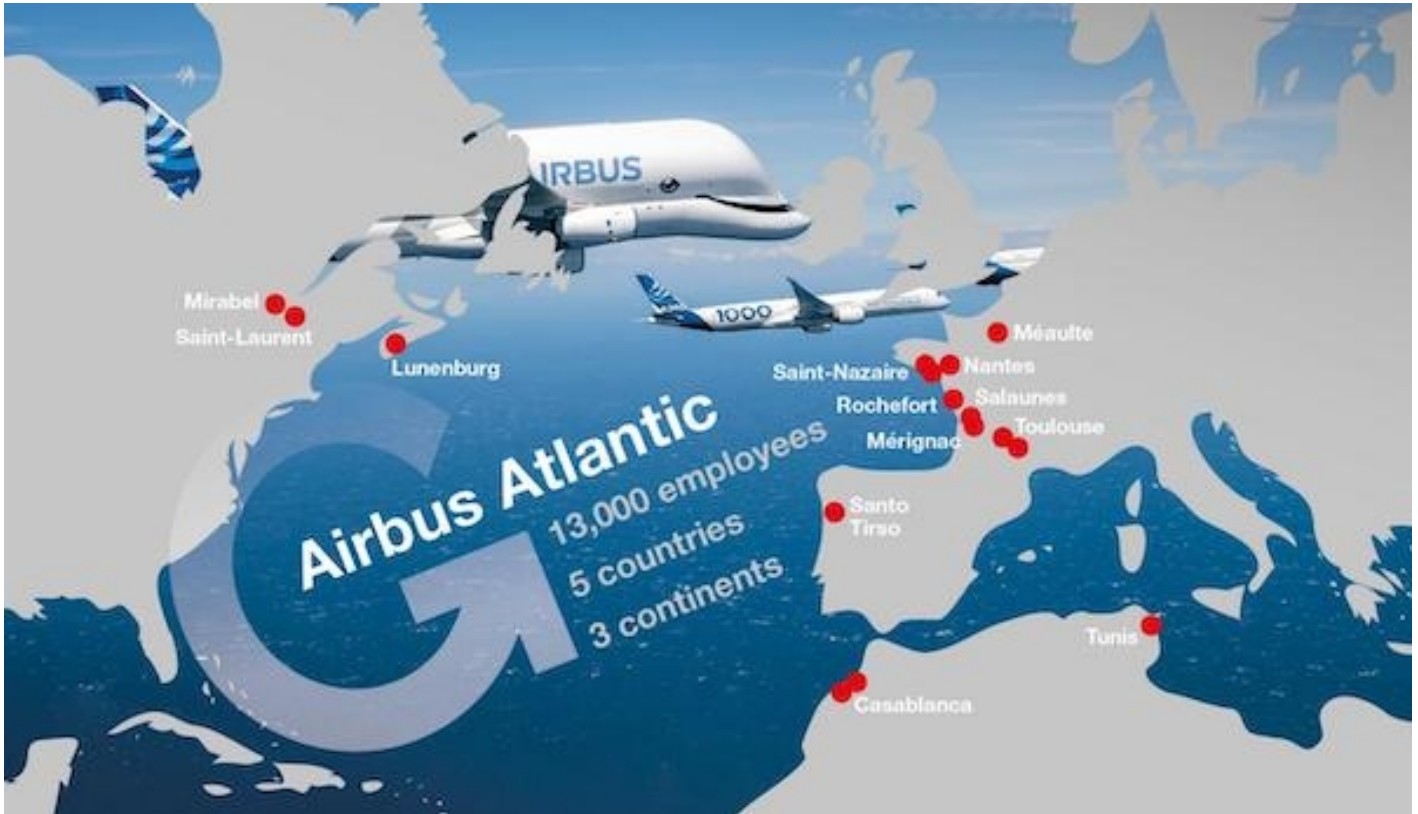 IRBUS
1000
Mirabel
Saint-Laurent
Lunenburg
Méaulte
Saint-Nazaire
Nantes
Rochefort
Salaunes
Mérignac
Toulouse
Airbus Atlantic
13,000 employees
5 countries
3 continents
Santo
Tirso
Tunis
Casablanca